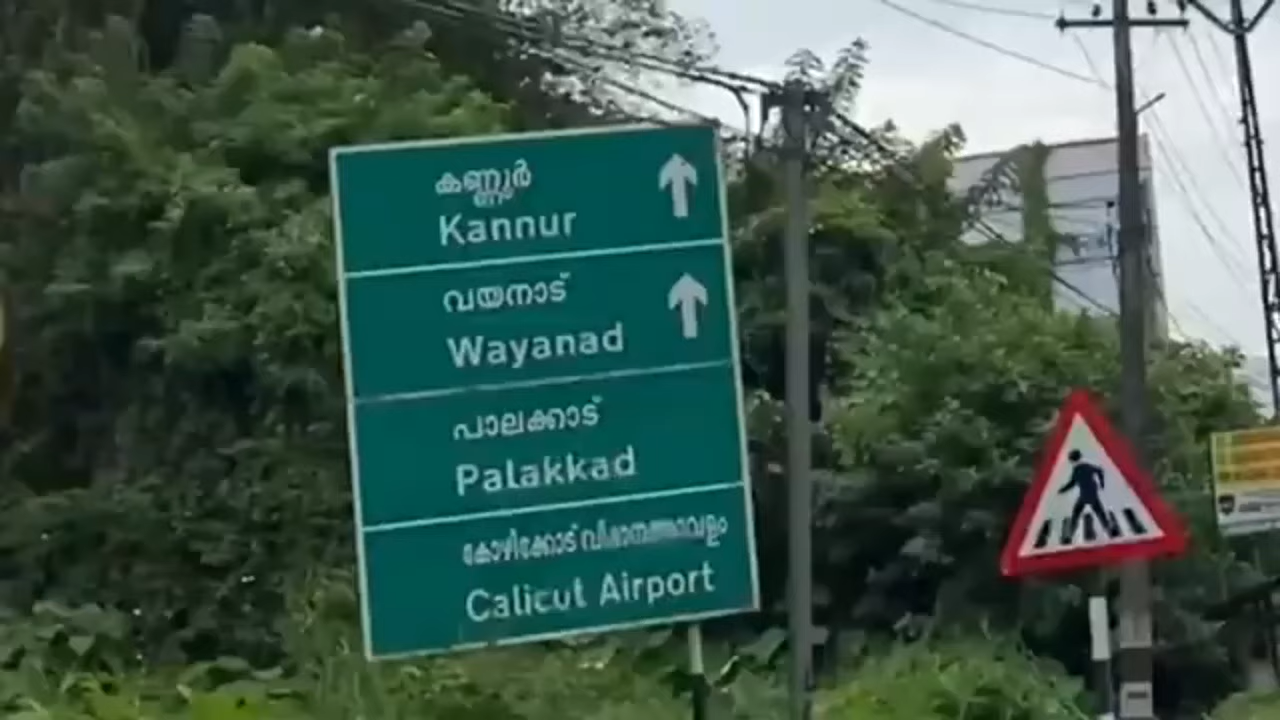 കണ്ണൂർ
Kannur
വയനാട്
Wayanad
പാലക്കാട്
Palakkad
കോഴിക്കോട് വിമാനത്താവളം
Calicut Airport